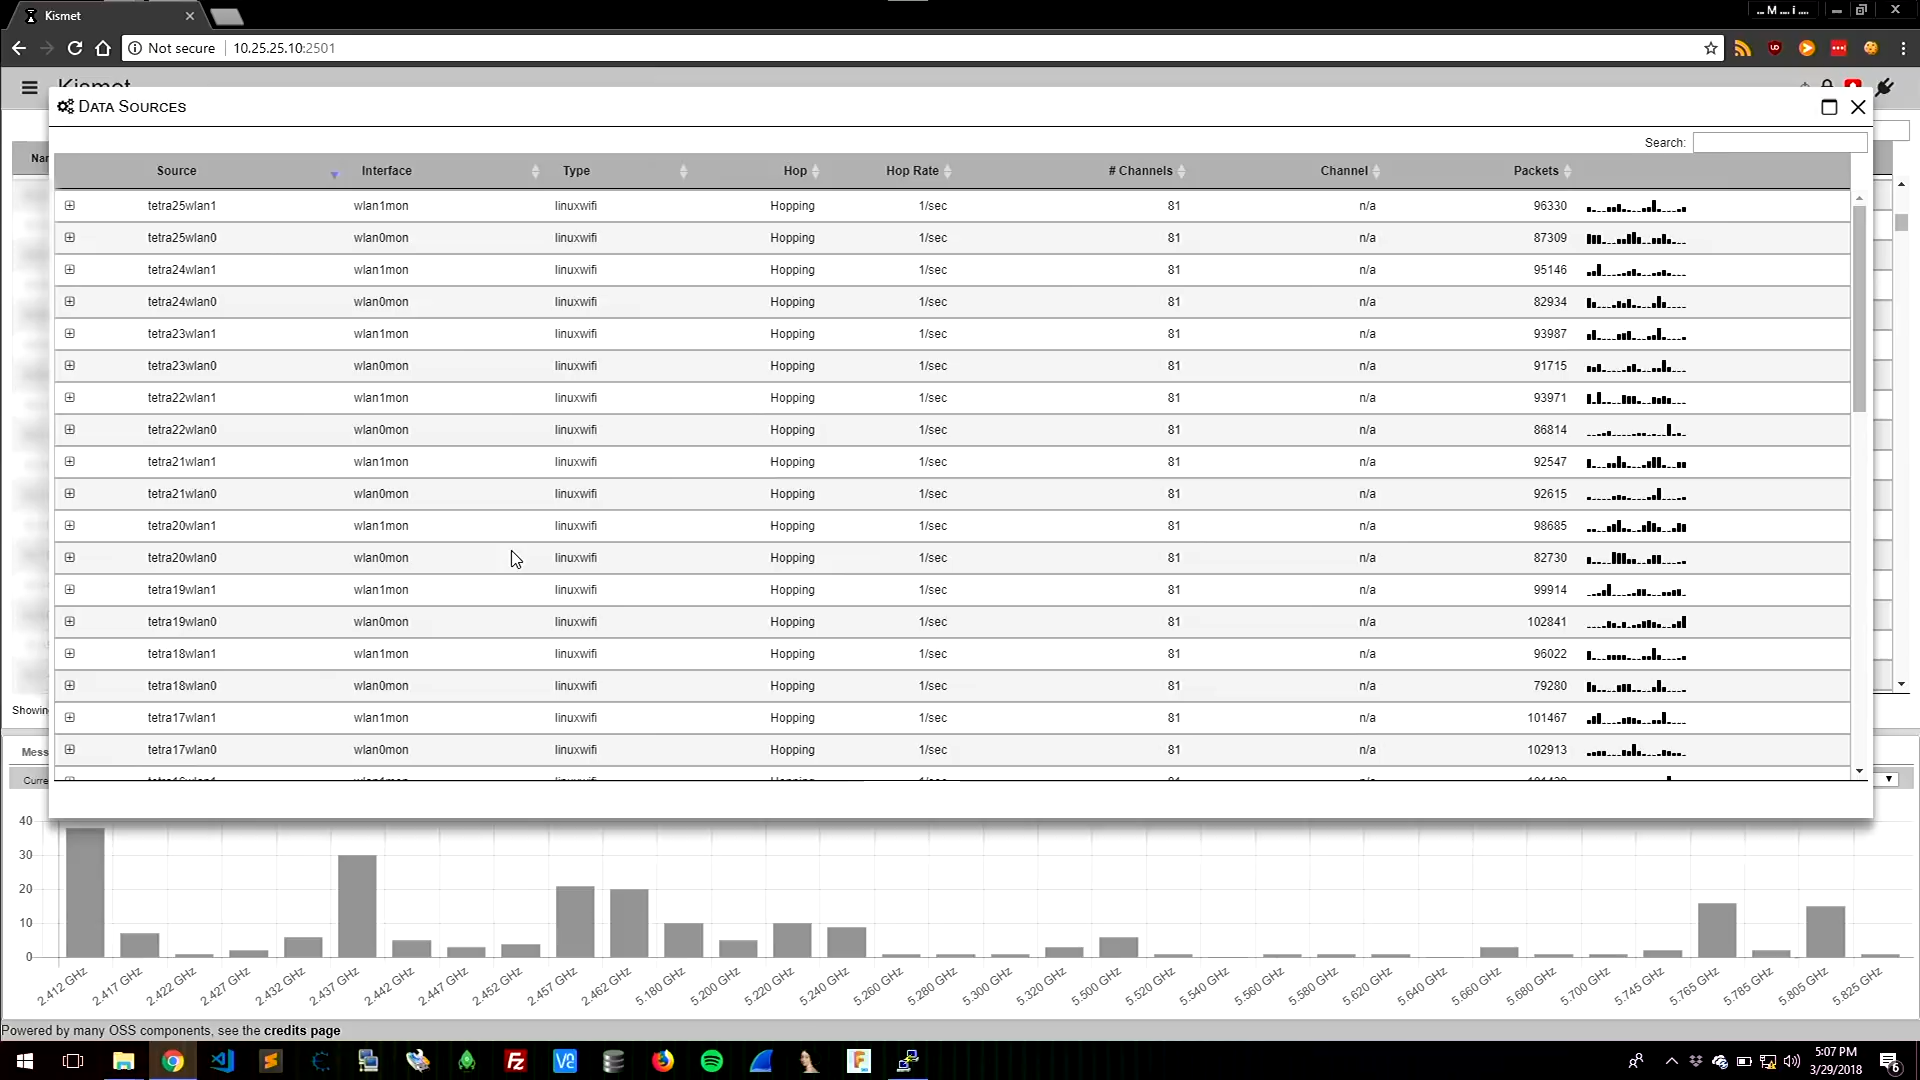 Kismet
... M ... i ....
Not secure
10.25.25.10:2501
Kismet
DATA SOURCES
Search:
Source Interface Type Hop Hop Rate # Channels Channel Packets
tetra25wlan1 wlan1mon linuxwifi Hopping 1/sec 81 n/a 96330
tetra25wlan0 wlan0mon linuxwifi Hopping 1/sec 81 n/a 87309
tetra24wlan1 wlan1mon linuxwifi Hopping 1/sec 81 n/a 95146
tetra24wlan0 wlan0mon linuxwifi Hopping 1/sec 81 n/a 82934
tetra23wlan1 wlan1mon linuxwifi Hopping 1/sec 81 n/a 93987
tetra23wlan0 wlan0mon linuxwifi Hopping 1/sec 81 n/a 91715
tetra22wlan1 wlan1mon linuxwifi Hopping 1/sec 81 n/a 93971
tetra22wlan0 wlan0mon linuxwifi Hopping 1/sec 81 n/a 86814
tetra21wlan1 wlan1mon linuxwifi Hopping 1/sec 81 n/a 92547
tetra21wlan0 wlan0mon linuxwifi Hopping 1/sec 81 n/a 92615
tetra20wlan1 wlan1mon linuxwifi Hopping 1/sec 81 n/a 98685
tetra20wlan0 wlan0mon linuxwifi Hopping 1/sec 81 n/a 82730
tetra19wlan1 wlan1mon linuxwifi Hopping 1/sec 81 n/a 99914
tetra19wlan0 wlan0mon linuxwifi Hopping 1/sec 81 n/a 102841
tetra18wlan1 wlan1mon linuxwifi Hopping 1/sec 81 n/a 96022
tetra18wlan0 wlan0mon linuxwifi Hopping 1/sec 81 n/a 79280
tetra17wlan1 wlan1mon linuxwifi Hopping 1/sec 81 n/a 101467
tetra17wlan0 wlan0mon linuxwifi Hopping 1/sec 81 n/a 102913
Nar
Showin
Mess
Curre
40
30
20
10
0
2.412 GHz 2.417 GHz 2.422 GHz 2.427 GHz 2.432 GHz 2.437 GHz 2.442 GHz 2.447 GHz 2.452 GHz 2.457 GHz 2.462 GHz 5.180 GHz 5.200 GHz 5.220 GHz 5.240 GHz 5.260 GHz 5.280 GHz 5.300 GHz 5.320 GHz 5.500 GHz 5.520 GHz 5.540 GHz 5.560 GHz 5.580 GHz 5.620 GHz 5.640 GHz 5.660 GHz 5.680 GHz 5.700 GHz 5.745 GHz 5.765 GHz 5.785 GHz 5.805 GHz 5.825 GHz
Powered by many OSS components, see the credits page
5:07 PM
3/29/2018
6